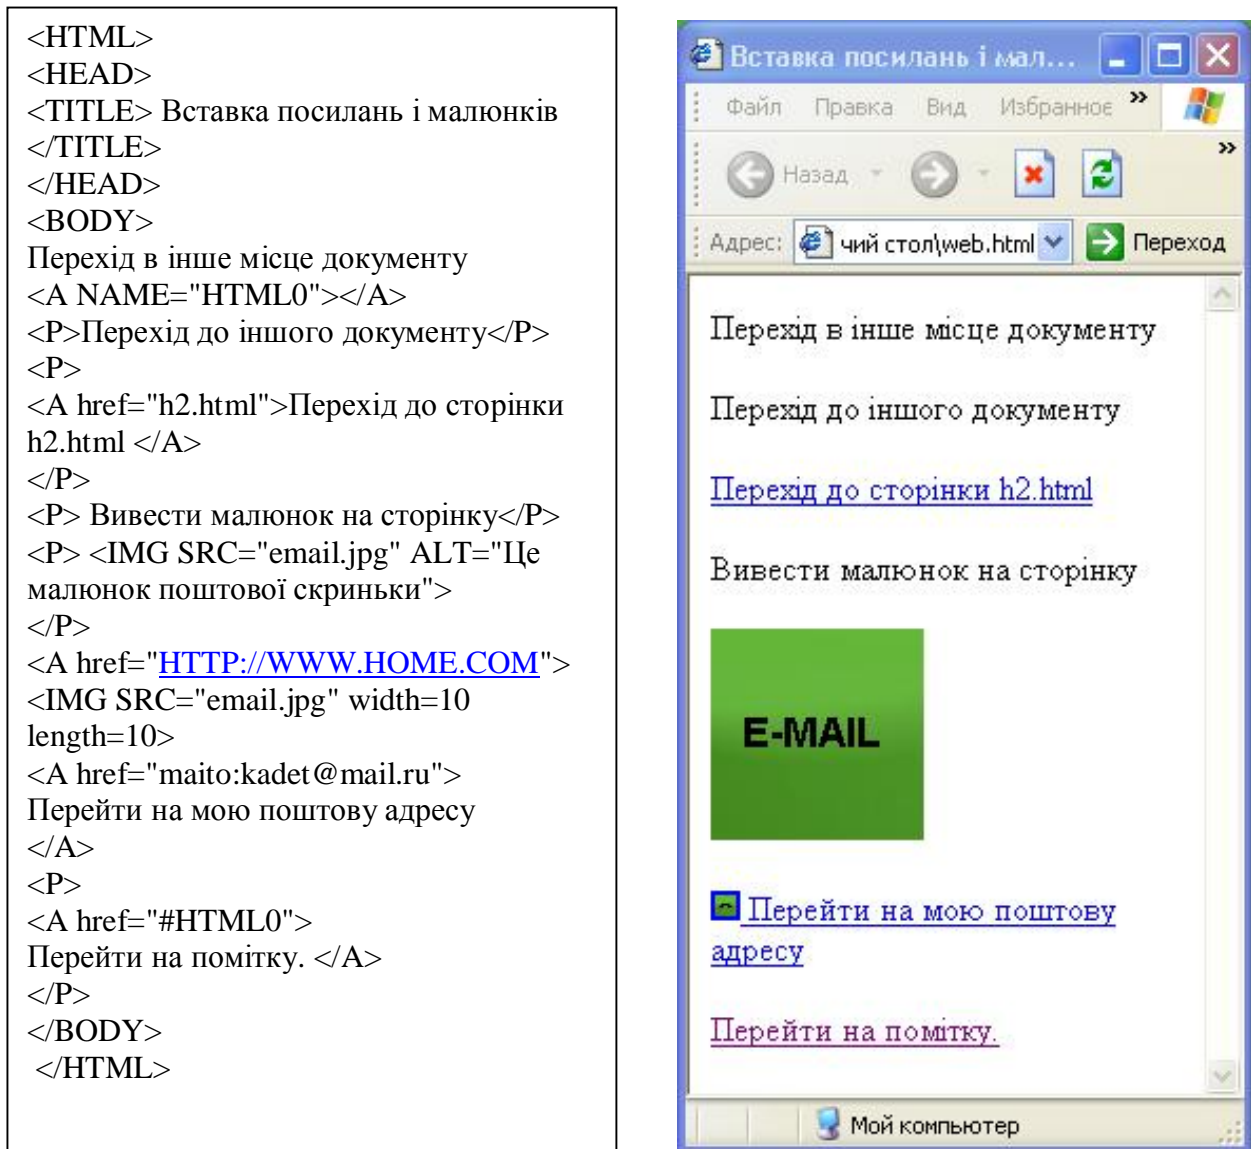 <HTML>
<HEAD>
<TITLE> Вставка посилань і малюнків
</TITLE>
</HEAD>
<BODY>
Перехід в інше місце документу
<A NAME="HTML0"></A>
<P>Перехід до іншого документу</P>
<P>
<A href="h2.html">Перехід до сторінки
h2.html </A>
</P>
<P> Вивести малюнок на сторінку</P>
<P> <IMG SRC="email.jpg" ALT="Це
малюнок поштової скриньки">
</P>
<A href="HTTP://WWW.HOME.COM">
<IMG SRC="email.jpg" width=10
length=10>
<A href="maito:kadet@mail.ru">
Перейти на мою поштову адресу
</A>
<P>
<A href="#HTML0">
Перейти на помітку. </A>
</P>
</BODY>
</HTML>
Вставка посилань і мал...
Файл Правка Вид Избранное »
Назад »
Адрес: чий стол\web.html Переход
Перехід в інше місце документу
Перехід до іншого документу
Перехід до сторінки h2.html
Вивести малюнок на сторінку
E-MAIL
Перейти на мою поштову
адресу
Перейти на помітку.
Мой компьютер